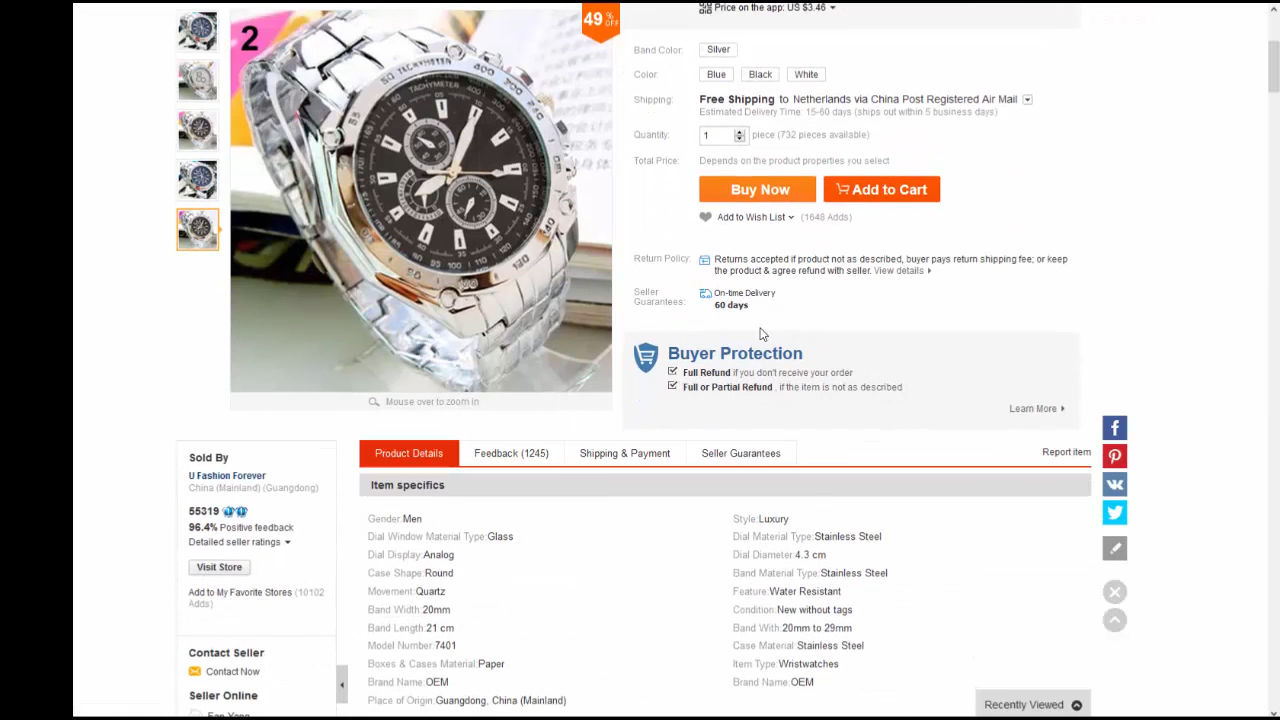 Price on the app: US $3.46
2
49% OFF
Band Color: Silver
Color: Blue Black White
Shipping: Free Shipping to Netherlands via China Post Registered Air Mail
Estimated Delivery Time: 15-60 days (ships out within 5 business days)
Quantity: 1 piece (732 pieces available)
Total Price: Depends on the product properties you select
Buy Now Add to Cart
Add to Wish List (1648 Adds)
Return Policy: Returns accepted if product not as described, buyer pays return shipping fee; or keep
the product & agree refund with seller. View details
Seller
Guarantees:
On-time Delivery
60 days
Buyer Protection
Full Refund if you don't receive your order
Full or Partial Refund , if the item is not as described
Learn More
TACHYMETER
TACHYMETER
Mouse over to zoom in
Sold By
U Fashion Forever
China (Mainland) (Guangdong)
55319
96.4% Positive feedback
Detailed seller ratings
Visit Store
Add to My Favorite Stores (10102
Adds)
Contact Seller
Contact Now
Seller Online
Product Details Feedback (1245) Shipping & Payment Seller Guarantees Report item
Item specifics
Gender:Men Style:Luxury
Dial Window Material Type:Glass Dial Material Type:Stainless Steel
Dial Display:Analog Dial Diameter:4.3 cm
Case Shape:Round Band Material Type:Stainless Steel
Movement:Quartz Feature:Water Resistant
Band Width:20mm Condition:New without tags
Band Length:21 cm Band With:20mm to 29mm
Model Number:7401 Case Material:Stainless Steel
Boxes & Cases Material:Paper Item Type:Wristwatches
Brand Name:OEM Brand Name:OEM
Place of Origin:Guangdong, China (Mainland)
Recently Viewed